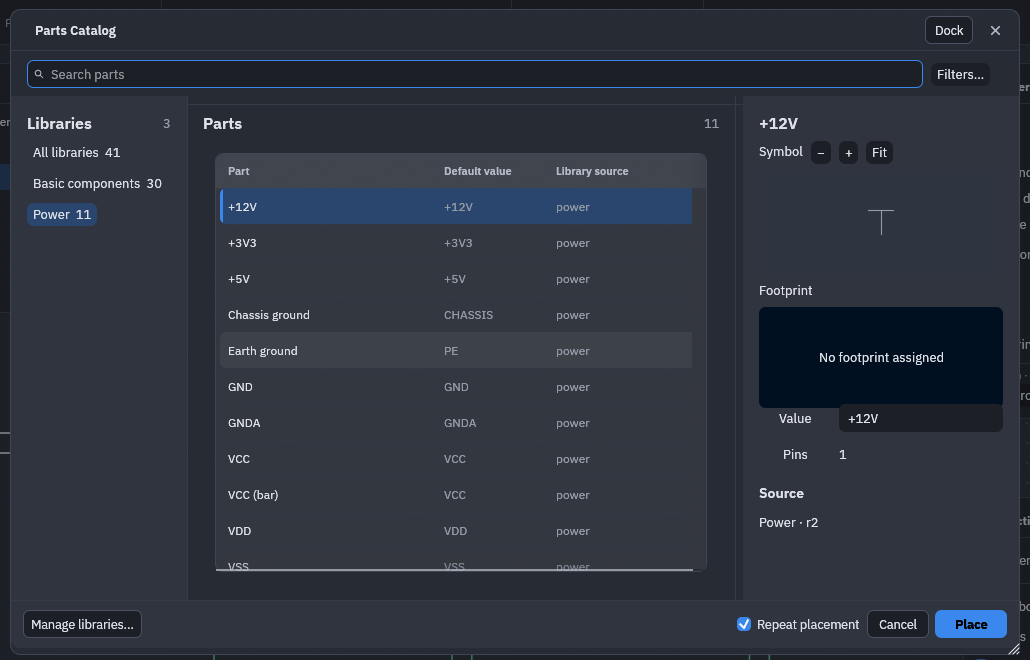 Parts Catalog
Dock
Search parts
Filters...
Libraries 3
All libraries 41
Basic components 30
Power 11
Parts 11
Part Default value Library source
+12V +12V power
+3V3 +3V3 power
+5V +5V power
Chassis ground CHASSIS power
Earth ground PE power
GND GND power
GNDA GNDA power
VCC VCC power
VCC (bar) VCC power
VDD VDD power
VSS VSS power
+12V
Symbol − + Fit
Footprint
No footprint assigned
Value +12V
Pins 1
Source
Power · r2
Manage libraries...
Repeat placement
Cancel
Place